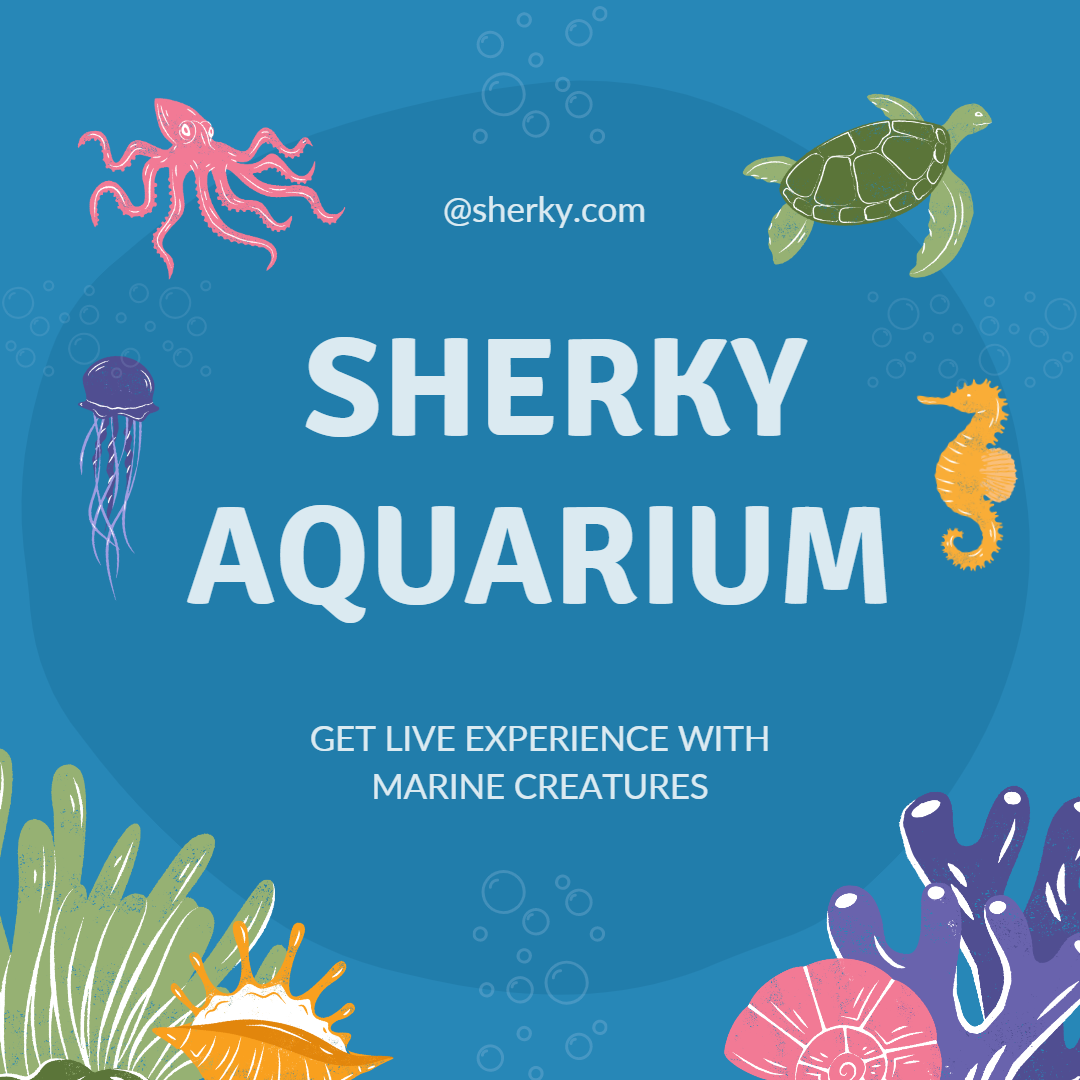 @sherky.com
SHERKY
AQUARIUM
GET LIVE EXPERIENCE WITH
MARINE CREATURES